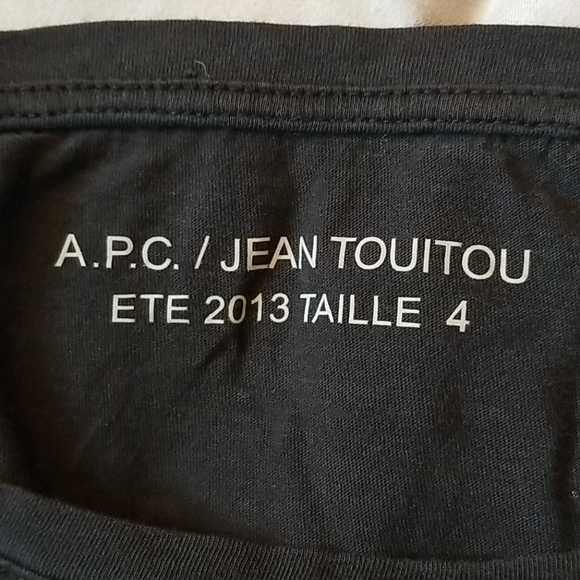 A.P.C. / JEAN TOUITOU
ETE 2013 TAILLE 4